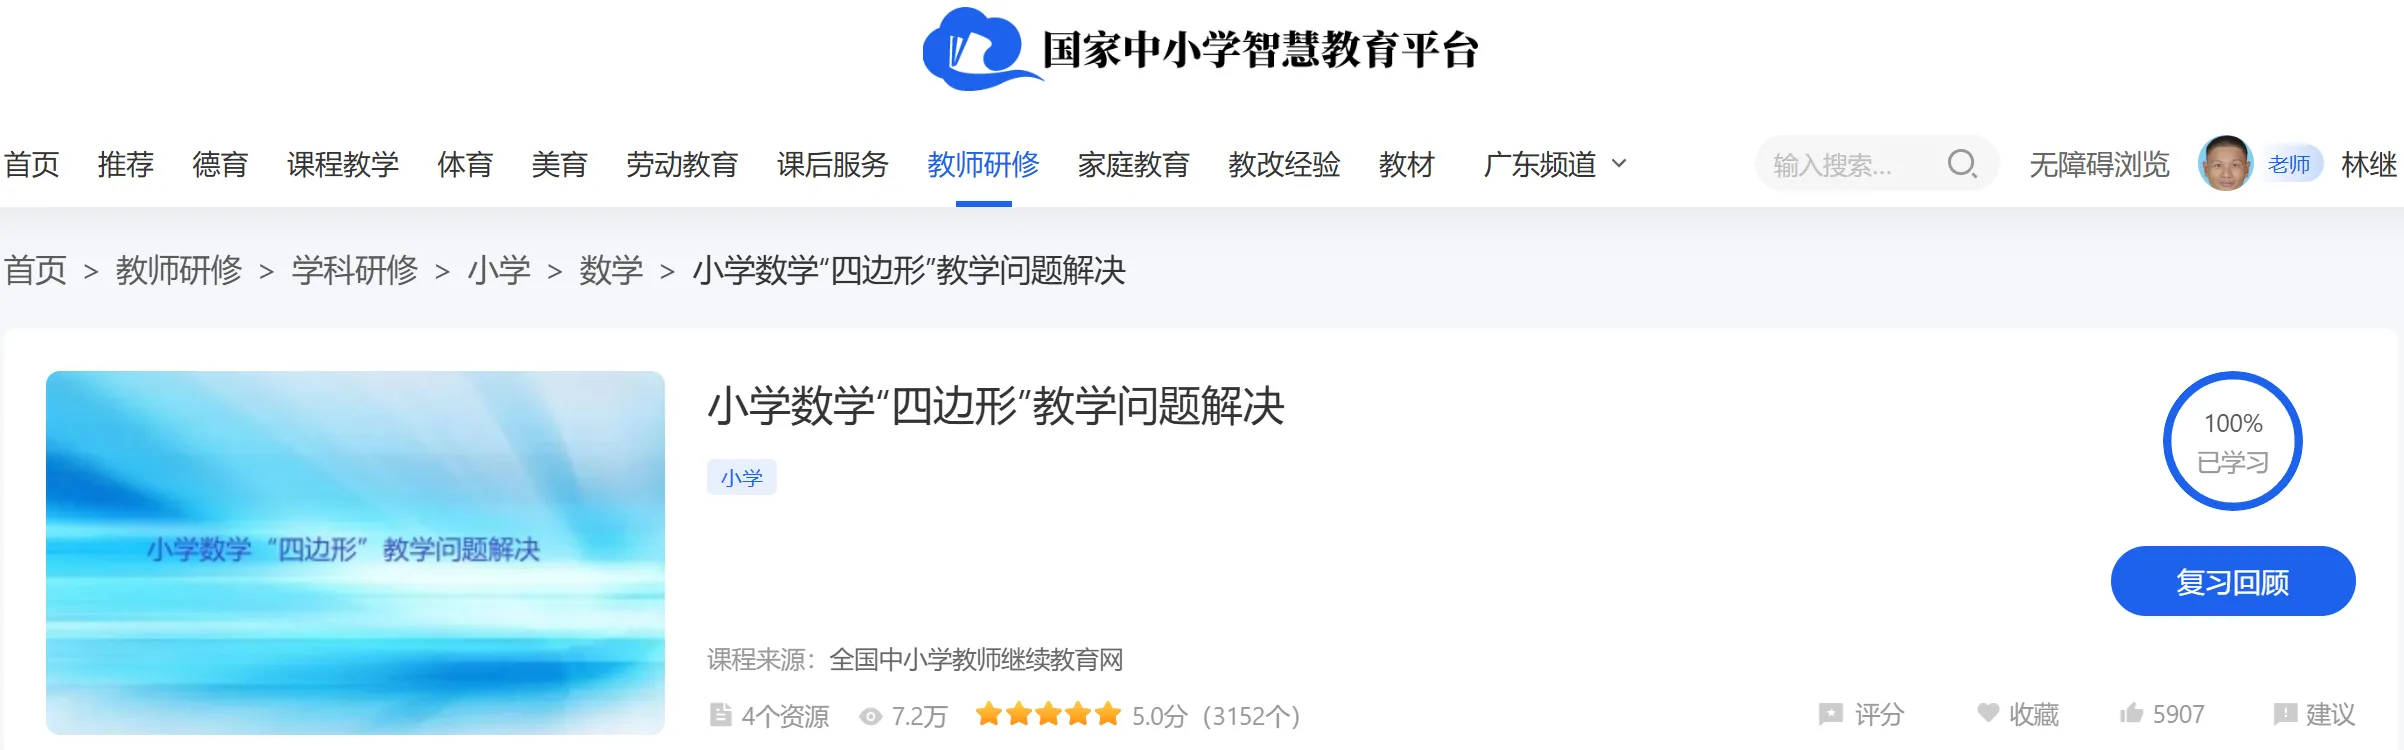 国家中小学智慧教育平台
首页 推荐 德育 课程教学 体育 美育 劳动教育 课后服务 教师研修 家庭教育 教改经验 教材 广东频道 输入搜索... 无障碍浏览 老师 林继
首页 > 教师研修 > 学科研修 > 小学 > 数学 > 小学数学“四边形”教学问题解决
小学数学“四边形”教学问题解决
小学数学“四边形”教学问题解决
小学
100%
已学习
复习回顾
课程来源：全国中小学教师继续教育网
4个资源 7.2万 5.0分（3152个） 评分 收藏 5907 建议